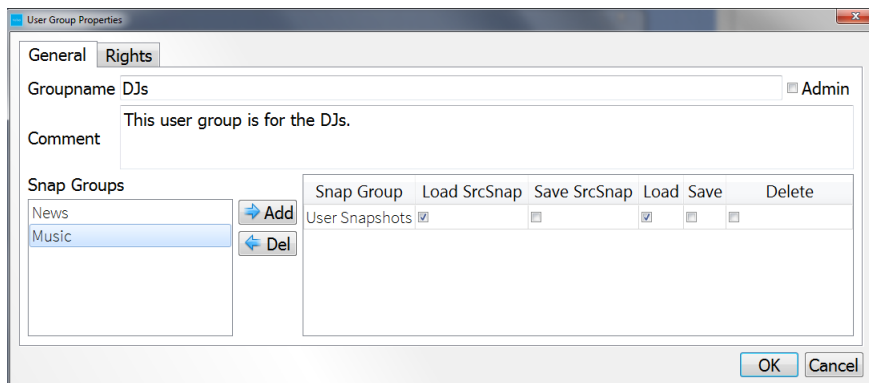 User Group Properties
General Rights
Groupname DJs Admin
Comment This user group is for the DJs.
Snap Groups
News
Music
Add
Del
Snap Group Load SrcSnap Save SrcSnap Load Save Delete
User Snapshots
OK Cancel